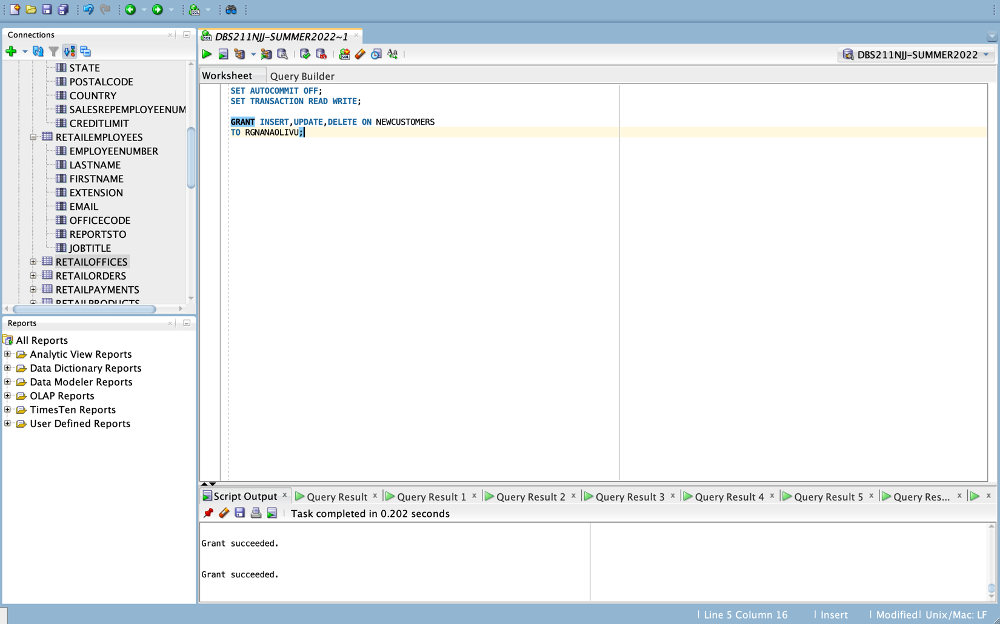 Connections
STATE
POSTALCODE
COUNTRY
SALESREPEMPLOYEENUM
CREDITLIMIT
RETAILEMPLOYEES
EMPLOYEENUMBER
LASTNAME
FIRSTNAME
EXTENSION
EMAIL
OFFICECODE
REPORTSTO
JOBTITLE
RETAILOFFICES
RETAILORDERS
RETAILPAYMENTS
RETAILPRODUCTS
Reports
All Reports
Analytic View Reports
Data Dictionary Reports
Data Modeler Reports
OLAP Reports
TimesTen Reports
User Defined Reports
DBS211NJJ-SUMMER2022~1
DBS211NJJ-SUMMER2022
Worksheet Query Builder
SET AUTOCOMMIT OFF;
SET TRANSACTION READ WRITE;
GRANT INSERT,UPDATE,DELETE ON NEWCUSTOMERS
TO RGNANAOLIVU;
Script Output Query Result Query Result 1 Query Result 2 Query Result 3 Query Result 4 Query Result 5 Query Res...
Task completed in 0.202 seconds
Grant succeeded.
Grant succeeded.
Line 5 Column 16 Insert Modified Unix/Mac: LF